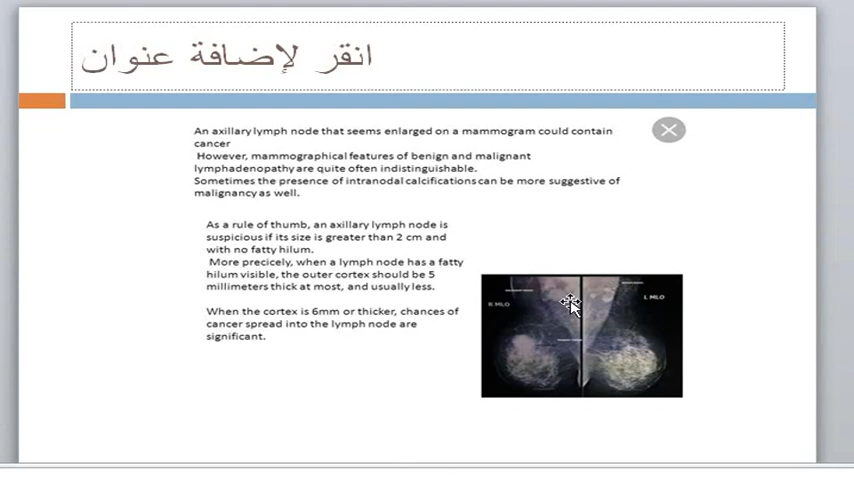 انقر لإضافة عنوان
An axillary lymph node that seems enlarged on a mammogram could contain
cancer
However, mammographical features of benign and malignant
lymphadenopathy are quite often indistinguishable.
Sometimes the presence of intranodal calcifications can be more suggestive of
malignancy as well.
As a rule of thumb, an axillary lymph node is
suspicious if its size is greater than 2 cm and
with no fatty hilum.
More precicely, when a lymph node has a fatty
hilum visible, the outer cortex should be 5
millimeters thick at most, and usually less.
When the cortex is 6mm or thicker, chances of
cancer spread into the lymph node are
significant.
R MLO
L MLO